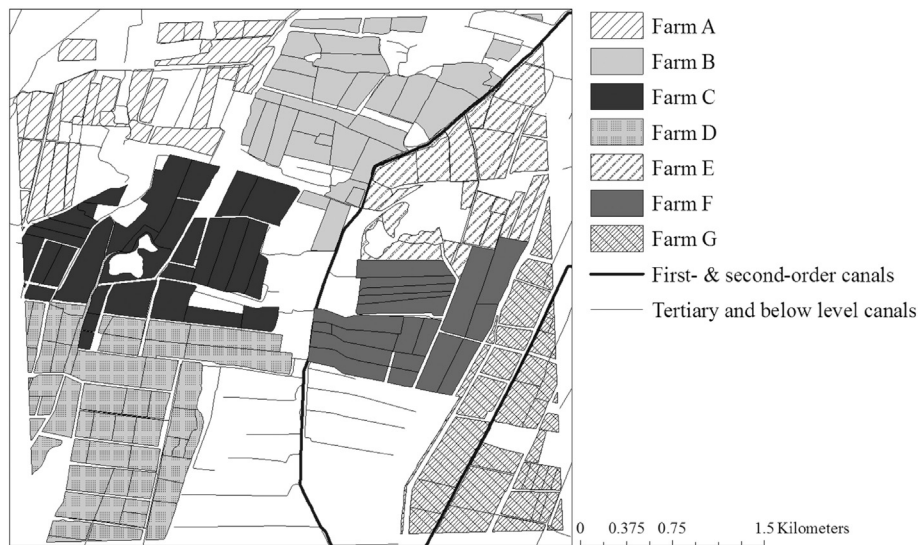 Farm A
Farm B
Farm C
Farm D
Farm E
Farm F
Farm G
First- & second-order canals
Tertiary and below level canals
0 0.375 0.75 1.5 Kilometers